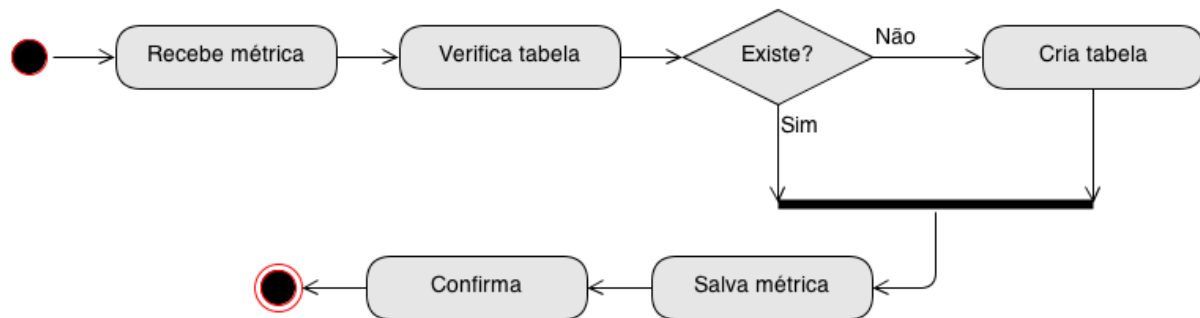 Recebe métrica
Verifica tabela
Existe?
Não
Cria tabela
Sim
Confirma
Salva métrica